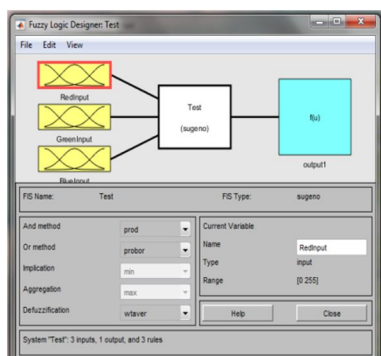 Fuzzy Logic Designer: Test
File Edit View
RedInput
GreenInput
BlueInput
Test
(sugeno)
f(u)
output1
FIS Name: Test FIS Type: sugeno
And method prod
Or method probor
Implication min
Aggregation max
Defuzzification wtaver
Current Variable
Name RedInput
Type input
Range [0 255]
Help Close
System "Test": 3 inputs, 1 output, and 3 rules